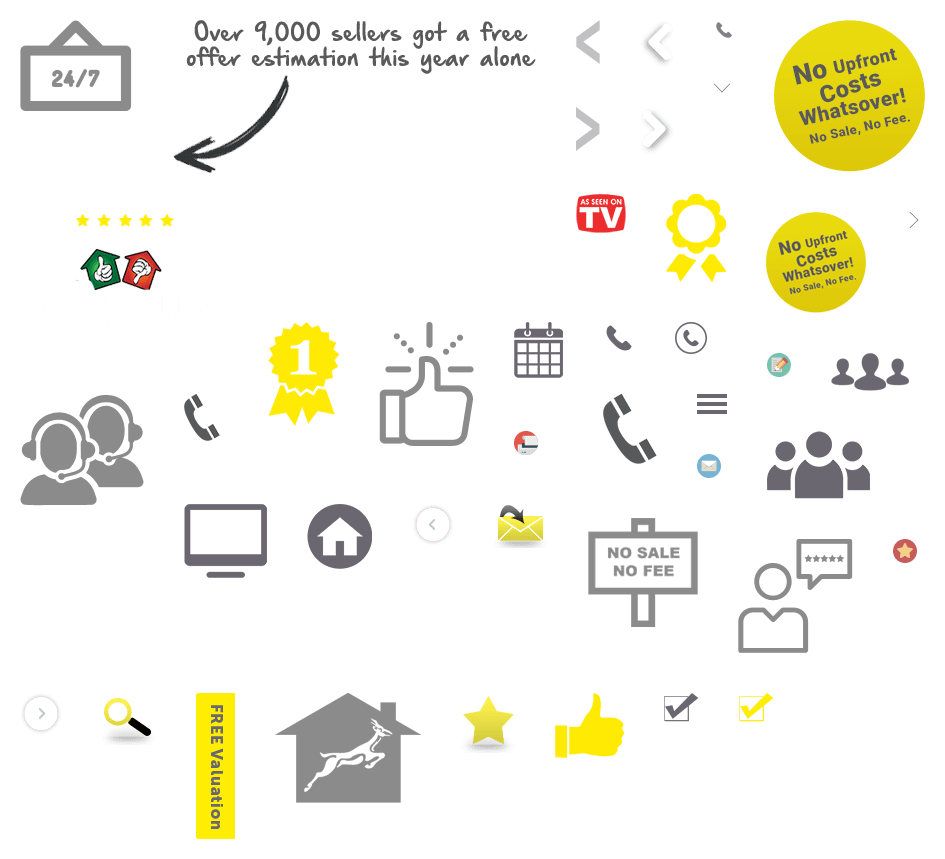 Over 9,000 sellers got a free
offer estimation this year alone
24/7
No Upfront
Costs
Whatsover!
No Sale, No Fee.
AS SEEN ON
TV
No Upfront
Costs
Whatsover!
No Sale, No Fee.
1
NO SALE
NO FEE
FREE Valuation